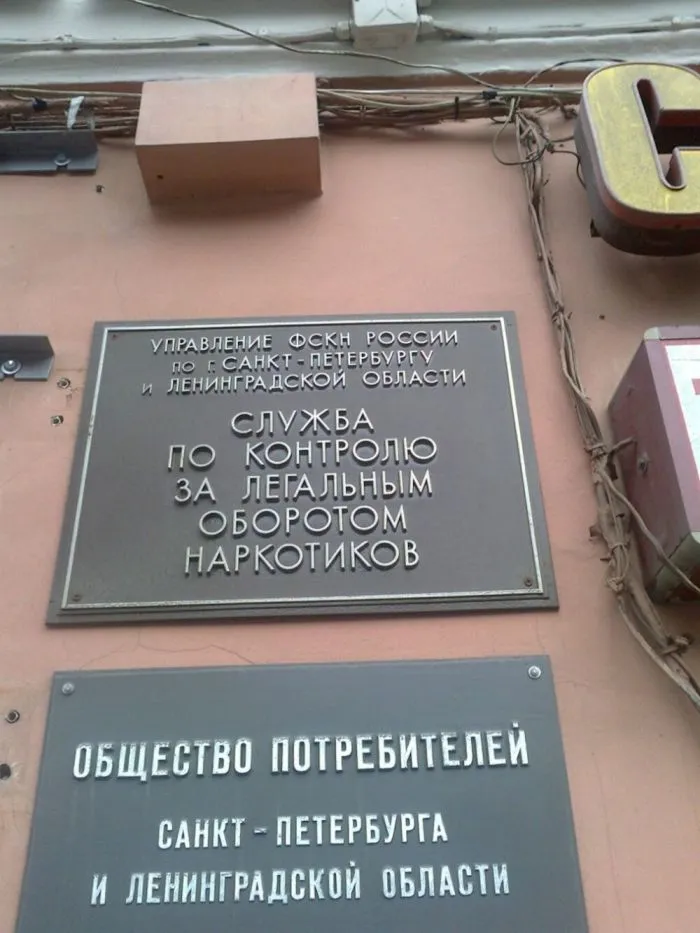 УПРАВЛЕНИЕ ФСКН РОССИИ
ПО Г. САНКТ-ПЕТЕРБУРГУ
И ЛЕНИНГРАДСКОЙ ОБЛАСТИ
СЛУЖБА
ПО КОНТРОЛЮ
ЗА ЛЕГАЛЬНЫМ
ОБОРОТОМ
НАРКОТИКОВ
ОБЩЕСТВО ПОТРЕБИТЕЛЕЙ
САНКТ-ПЕТЕРБУРГА
И ЛЕНИНГРАДСКОЙ ОБЛАСТИ